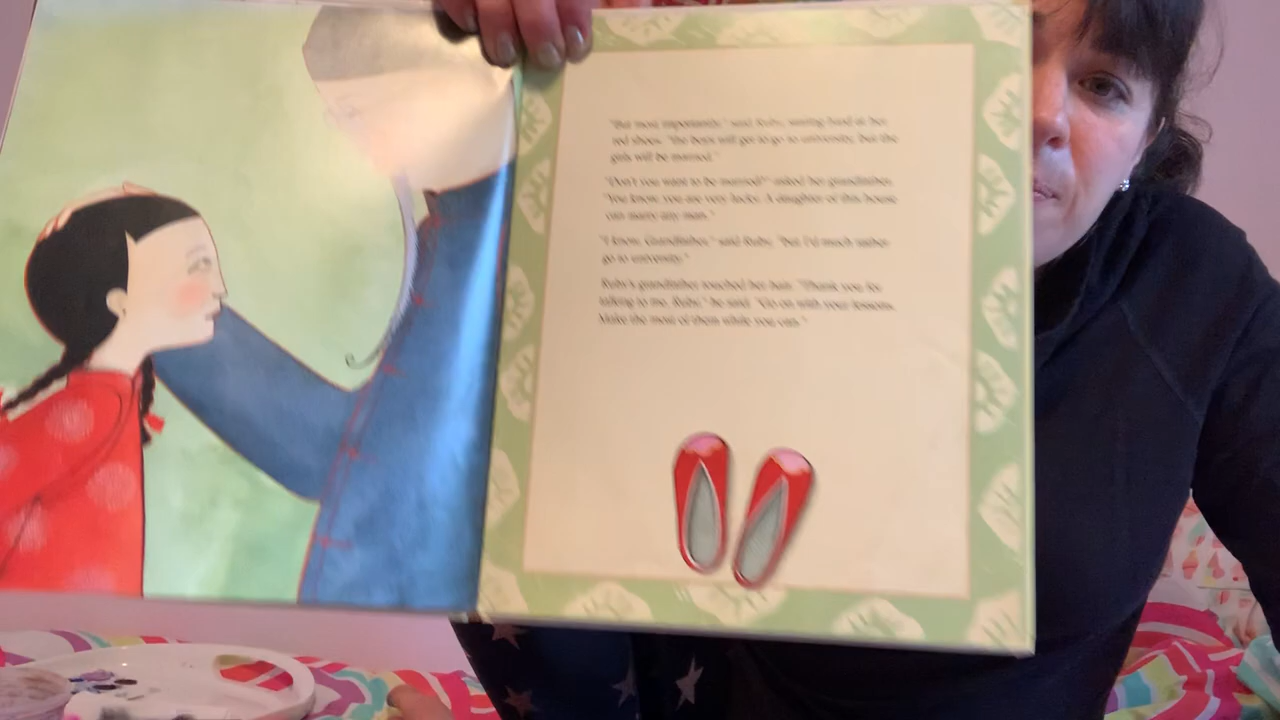 "But most importantly," said Ruby, staring hard at her
red shoes, "the boys will get to go to university, but the
girls will be married."
"Don't you want to be married?" asked her grandfather.
"You know, you are very lucky. A daughter of this house
can marry any man."
"I know, Grandfather," said Ruby, "but I'd much rather
go to university."
Ruby's grandfather touched her hair. "Thank you for
talking to me, Ruby," he said. "Go on with your lessons.
Make the most of them while you can."